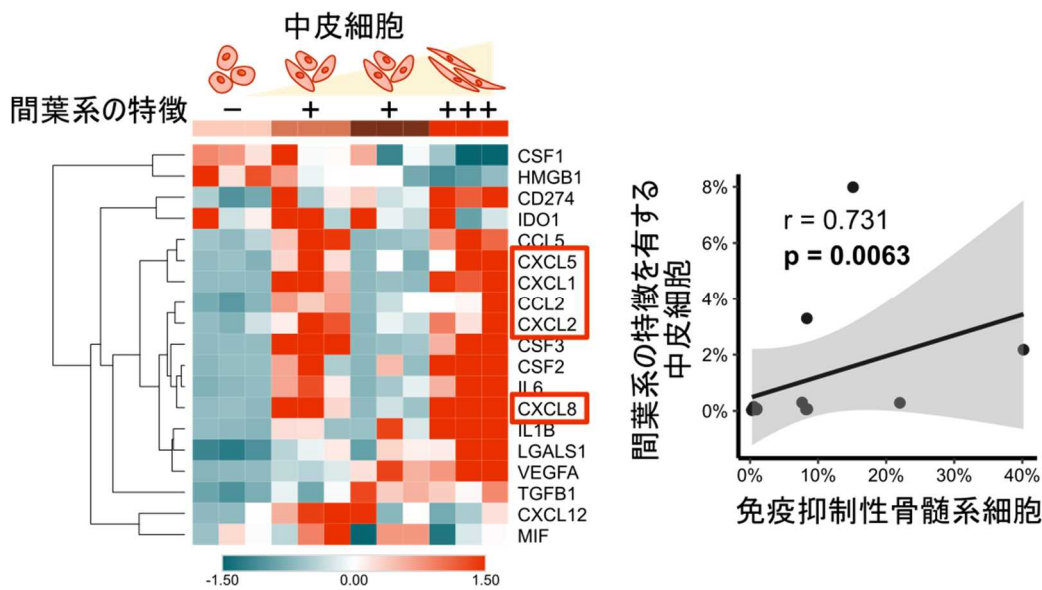 中皮細胞
間葉系の特徴
− + + +++
CSF1
HMGB1
CD274
IDO1
CCL5
CXCL5
CXCL1
CCL2
CXCL2
CSF3
CSF2
IL6
CXCL8
IL1B
LGALS1
VEGFA
TGFB1
CXCL12
MIF
-1.50 0.00 1.50
間葉系の特徴を有する
中皮細胞
8%
6%
4%
2%
0%
r = 0.731
p = 0.0063
0% 10% 20% 30% 40%
免疫抑制性骨髄系細胞